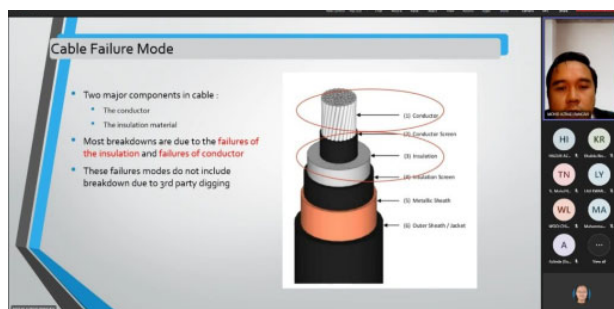 Cable Failure Mode
Two major components in cable :
The conductor
The insulation material
Most breakdowns are due to the failures of
the insulation and failures of conductor
These failures modes do not include
breakdown due to 3rd party digging
(1) Conductor
(2) Conductor Screen
(3) Insulation
(4) Insulation Screen
(5) Metallic Sheath
(6) Outer Sheath / Jacket
HI
KR
TN
LY
WL
MA
A
View all